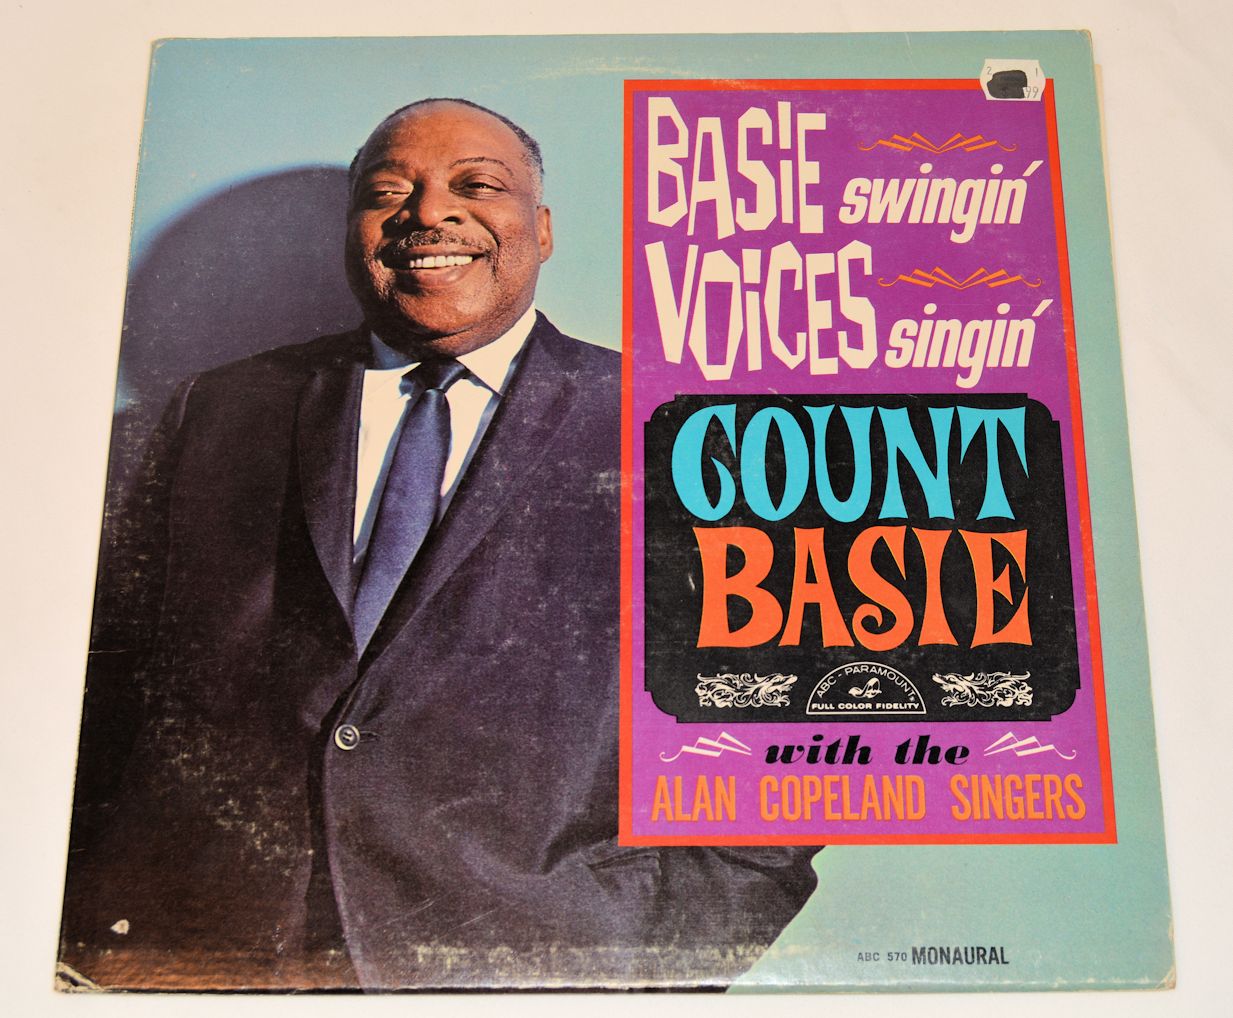 BASIE
swingin'
VOICES
singin'
COUNT
BASIE
ABC-PARAMOUNT
FULL COLOR FIDELITY
with the
ALAN COPELAND SINGERS
ABC 570 MONAURAL